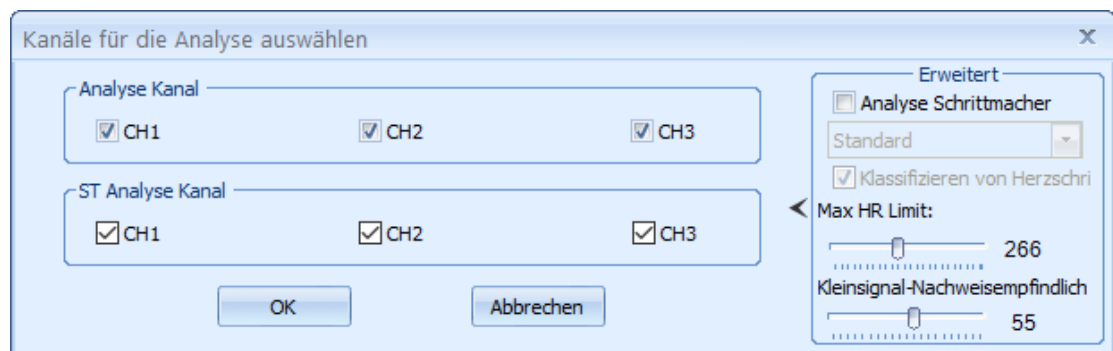 Kanäle für die Analyse auswählen
Analyse Kanal
CH1 CH2 CH3
ST Analyse Kanal
CH1 CH2 CH3
OK Abbrechen
Erweitert
Analyse Schrittmacher
Standard
Klassifizieren von Herzschri
Max HR Limit:
266
Kleinsignal-Nachweisempfindlich
55